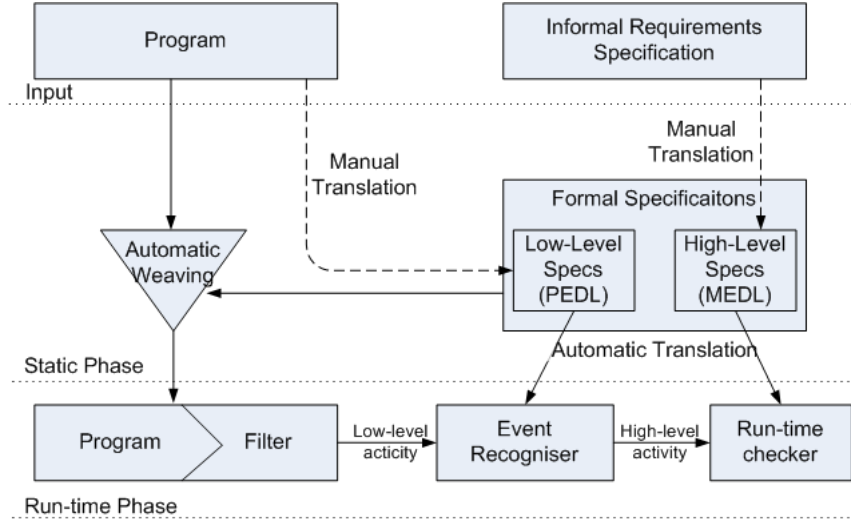 Program
Informal Requirements
Specification
Input
Manual
Translation
Manual
Translation
Formal Specificaitons
Automatic
Weaving
Low-Level
Specs
(PEDL)
High-Level
Specs
(MEDL)
Automatic Translation
Static Phase
Program
Filter
Low-level
acticity
Event
Recogniser
High-level
activity
Run-time
checker
Run-time Phase